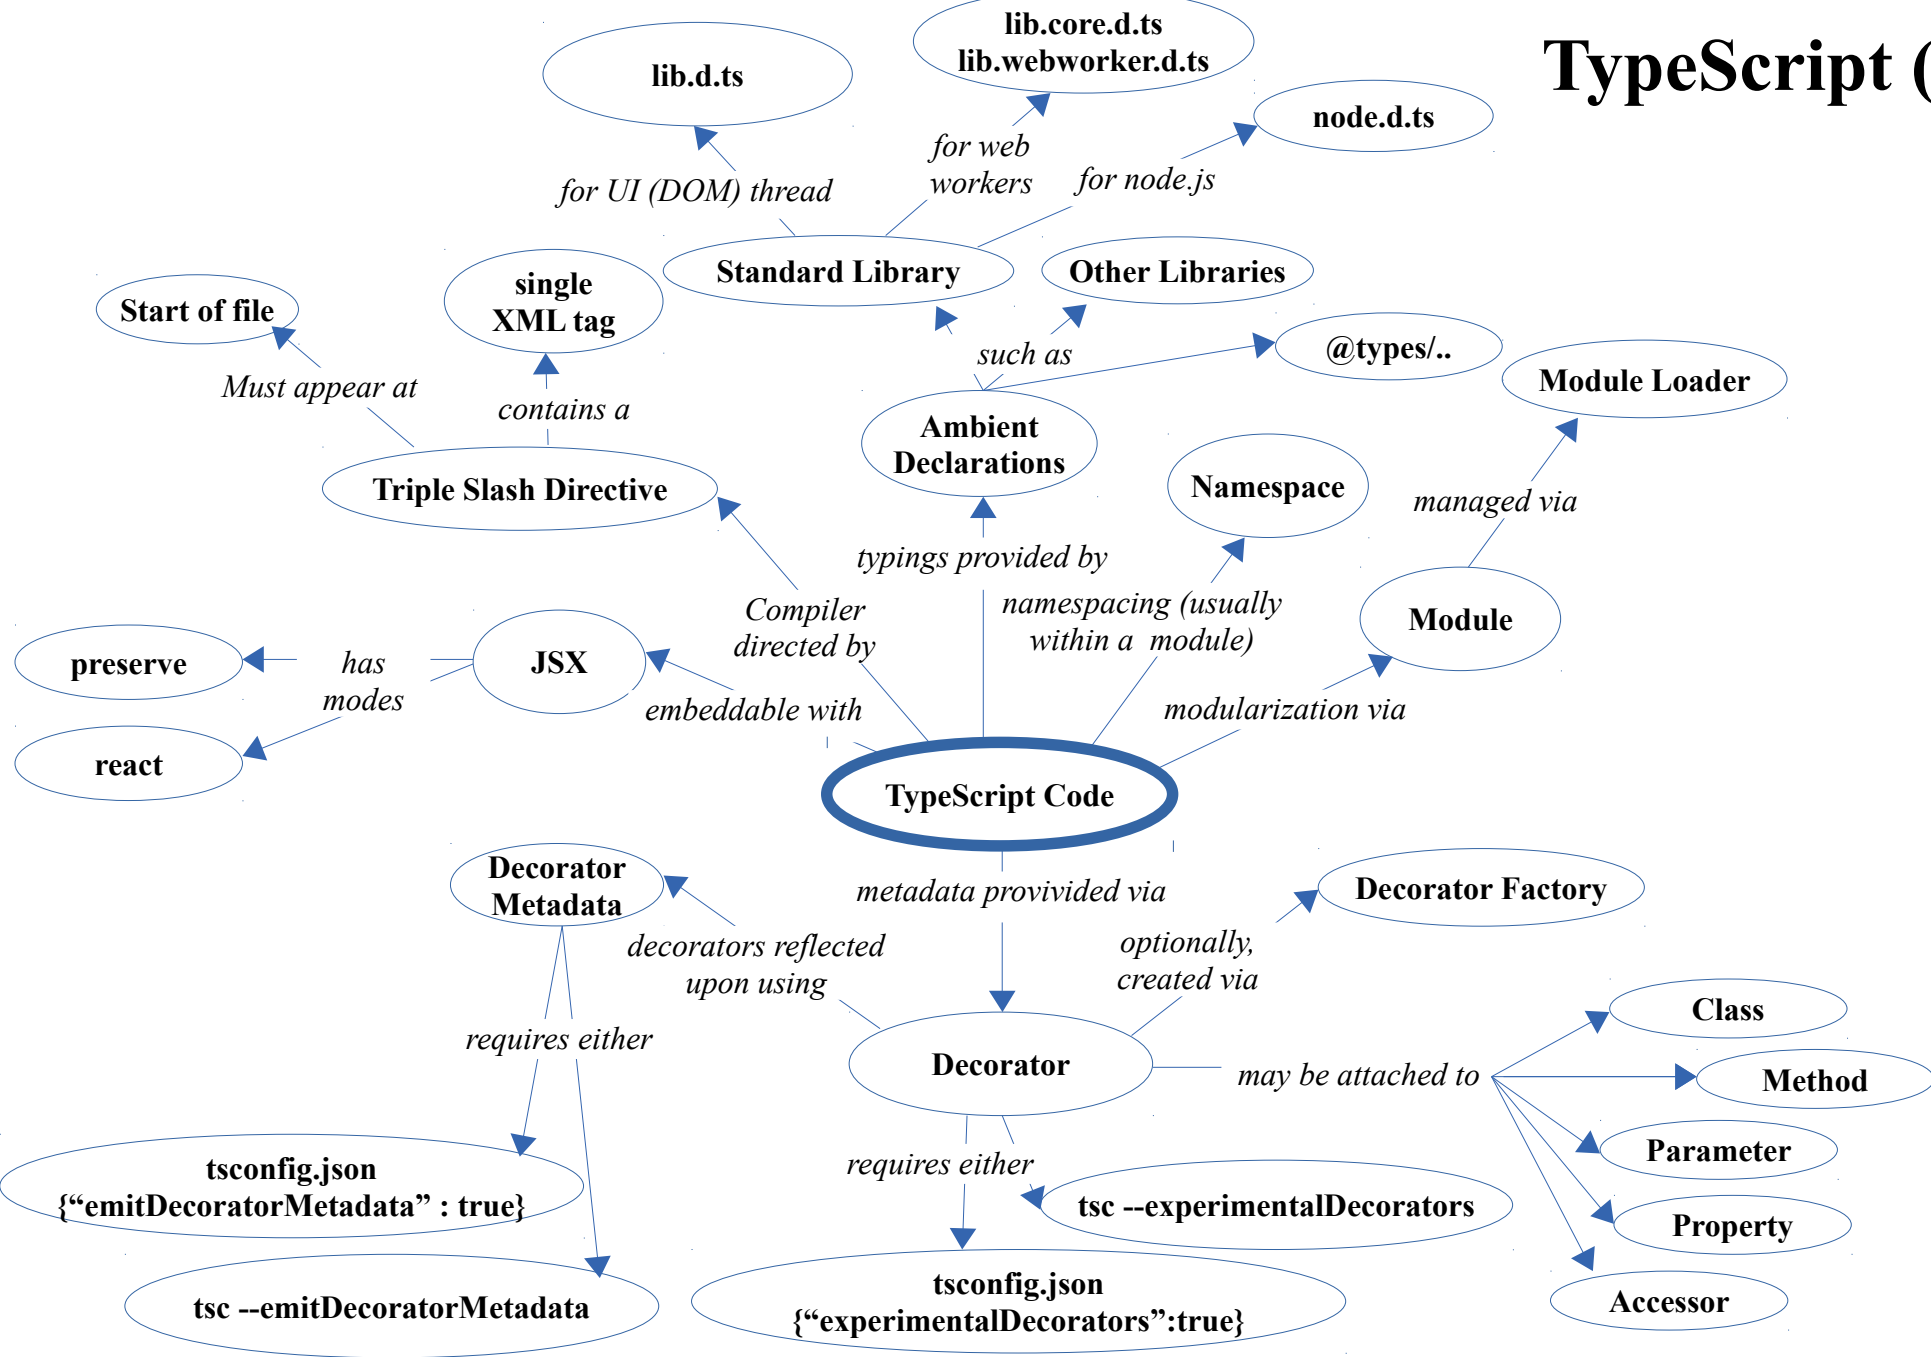 TypeScript (
lib.core.d.ts
lib.webworker.d.ts
lib.d.ts
node.d.ts
for web
workers
for UI (DOM) thread
for node.js
Standard Library
Other Libraries
single
XML tag
Start of file
such as
@types/..
Module Loader
Must appear at
contains a
Ambient
Declarations
Triple Slash Directive
Namespace
managed via
typings provided by
Compiler
directed by
namespacing (usually
within a module)
Module
preserve
has
modes
JSX
embeddable with
modularization via
react
TypeScript Code
Decorator
Metadata
metadata provivided via
Decorator Factory
decorators reflected
upon using
optionally,
created via
Class
requires either
Decorator
may be attached to
Method
Parameter
tsconfig.json
{“emitDecoratorMetadata” : true}
requires either
tsc --experimentalDecorators
Property
tsc --emitDecoratorMetadata
tsconfig.json
{“experimentalDecorators”:true}
Accessor